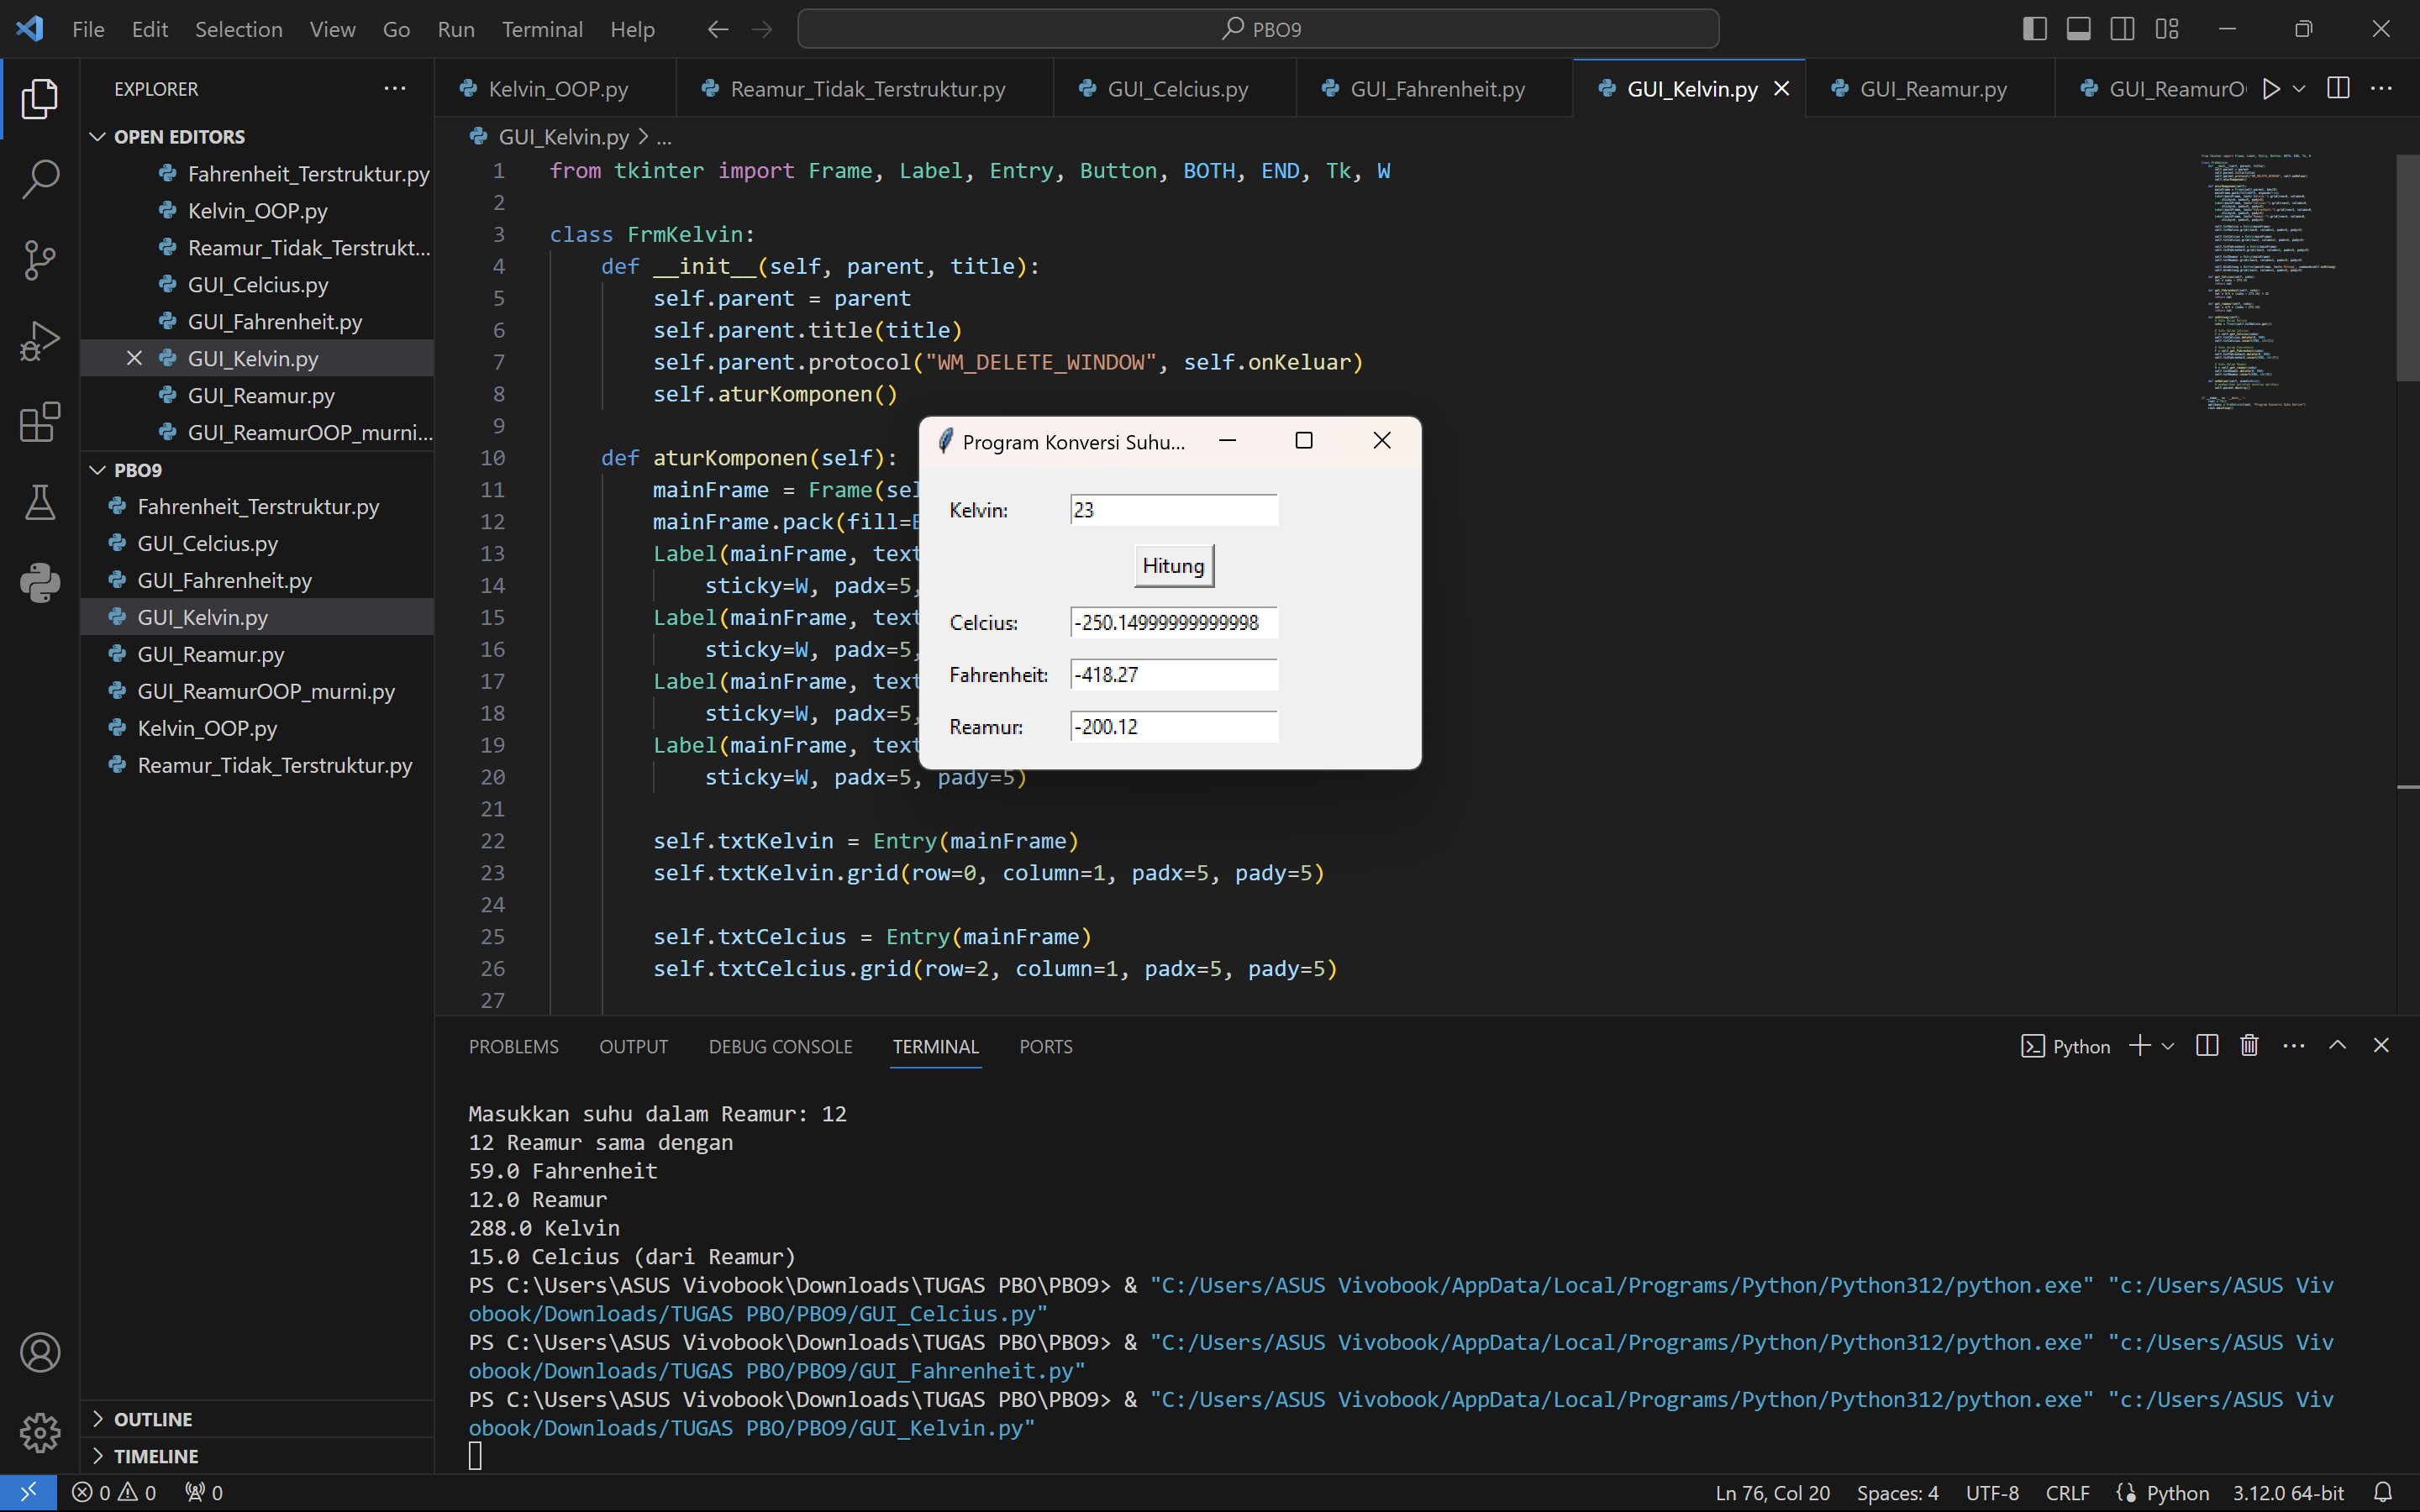 File Edit Selection View Go Run Terminal Help
PBO9
EXPLORER
OPEN EDITORS
Fahrenheit_Terstruktur.py
Kelvin_OOP.py
Reamur_Tidak_Terstrukt...
GUI_Celcius.py
GUI_Fahrenheit.py
GUI_Kelvin.py
GUI_Reamur.py
GUI_ReamurOOP_murni...
PBO9
Fahrenheit_Terstruktur.py
GUI_Celcius.py
GUI_Fahrenheit.py
GUI_Kelvin.py
GUI_Reamur.py
GUI_ReamurOOP_murni.py
Kelvin_OOP.py
Reamur_Tidak_Terstruktur.py
OUTLINE
TIMELINE
Kelvin_OOP.py Reamur_Tidak_Terstruktur.py GUI_Celcius.py GUI_Fahrenheit.py GUI_Kelvin.py GUI_Reamur.py GUI_ReamurO
GUI_Kelvin.py > ...
1 from tkinter import Frame, Label, Entry, Button, BOTH, END, Tk, W
2
3 class FrmKelvin:
4 def __init__(self, parent, title):
5 self.parent = parent
6 self.parent.title(title)
7 self.parent.protocol("WM_DELETE_WINDOW", self.onKeluar)
8 self.aturKomponen()
9
10 def aturKomponen(self):
11 mainFrame = Frame(sel
12 mainFrame.pack(fill=B
13 Label(mainFrame, text
14 sticky=W, padx=5,
15 Label(mainFrame, text
16 sticky=W, padx=5,
17 Label(mainFrame, text
18 sticky=W, padx=5,
19 Label(mainFrame, text
20 sticky=W, padx=5, pady=5)
21
22 self.txtKelvin = Entry(mainFrame)
23 self.txtKelvin.grid(row=0, column=1, padx=5, pady=5)
24
25 self.txtCelcius = Entry(mainFrame)
26 self.txtCelcius.grid(row=2, column=1, padx=5, pady=5)
27
Program Konversi Suhu...
Kelvin: 23
Hitung
Celcius: -250.14999999999998
Fahrenheit: -418.27
Reamur: -200.12
PROBLEMS OUTPUT DEBUG CONSOLE TERMINAL PORTS
Python
Masukkan suhu dalam Reamur: 12
12 Reamur sama dengan
59.0 Fahrenheit
12.0 Reamur
288.0 Kelvin
15.0 Celcius (dari Reamur)
PS C:\Users\ASUS Vivobook\Downloads\TUGAS PBO\PBO9> & "C:/Users/ASUS Vivobook/AppData/Local/Programs/Python/Python312/python.exe" "c:/Users/ASUS Viv
obook/Downloads/TUGAS PBO/PBO9/GUI_Celcius.py"
PS C:\Users\ASUS Vivobook\Downloads\TUGAS PBO\PBO9> & "C:/Users/ASUS Vivobook/AppData/Local/Programs/Python/Python312/python.exe" "c:/Users/ASUS Viv
obook/Downloads/TUGAS PBO/PBO9/GUI_Fahrenheit.py"
PS C:\Users\ASUS Vivobook\Downloads\TUGAS PBO\PBO9> & "C:/Users/ASUS Vivobook/AppData/Local/Programs/Python/Python312/python.exe" "c:/Users/ASUS Viv
obook/Downloads/TUGAS PBO/PBO9/GUI_Kelvin.py"
0 0 0
Ln 76, Col 20 Spaces: 4 UTF-8 CRLF Python 3.12.0 64-bit